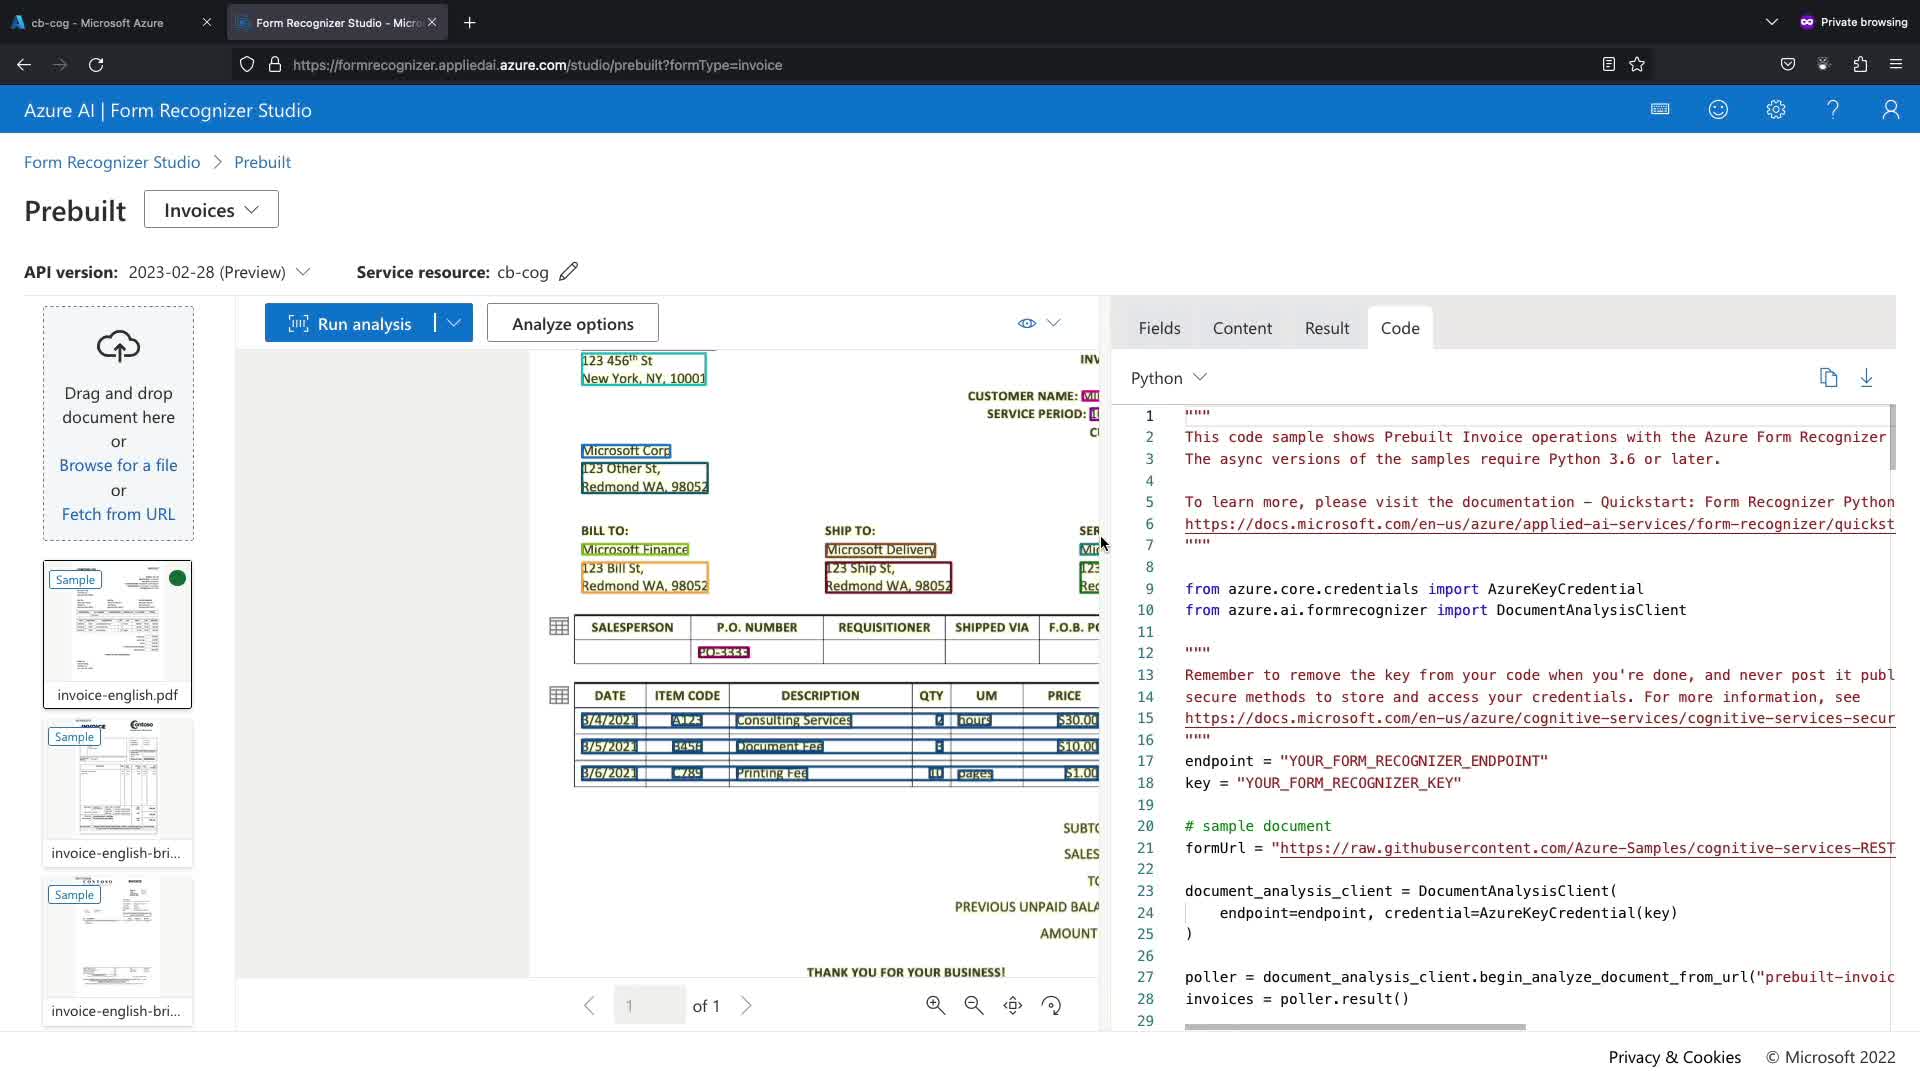 cb-cog - Microsoft Azure
Form Recognizer Studio - Micro
Private browsing
https://formrecognizer.appliedai.azure.com/studio/prebuilt?formType=invoice
Azure AI | Form Recognizer Studio
Form Recognizer Studio > Prebuilt
Prebuilt
Invoices
API version: 2023-02-28 (Preview)
Service resource: cb-cog
Drag and drop
document here
or
Browse for a file
or
Fetch from URL
Sample
invoice-english.pdf
Sample
Contoso
invoice-english-bri...
Sample
CONTOSO
invoice-english-bri...
Run analysis
Analyze options
123 456th St
New York, NY, 10001
INV
CUSTOMER NAME:
SERVICE PERIOD:
Microsoft Corp
123 Other St,
Redmond WA, 98052
BILL TO:
Microsoft Finance
123 Bill St,
Redmond WA, 98052
SHIP TO:
Microsoft Delivery
123 Ship St,
Redmond WA, 98052
SER
Mic
123
Red
SALESPERSON P.O. NUMBER REQUISITIONER SHIPPED VIA F.O.B. PO
PO-3333
DATE ITEM CODE DESCRIPTION QTY UM PRICE
3/4/2021 A123 Consulting Services 2 hours $30.00
3/5/2021 B456 Document Fee 3 $10.00
3/6/2021 C789 Printing Fee 10 pages $1.00
SUBTO
SALES
TO
PREVIOUS UNPAID BALA
AMOUNT
THANK YOU FOR YOUR BUSINESS!
1 of 1
Fields Content Result Code
Python
1 """
2 This code sample shows Prebuilt Invoice operations with the Azure Form Recognizer
3 The async versions of the samples require Python 3.6 or later.
4
5 To learn more, please visit the documentation - Quickstart: Form Recognizer Python
6 https://docs.microsoft.com/en-us/azure/applied-ai-services/form-recognizer/quickst
7 """
8
9 from azure.core.credentials import AzureKeyCredential
10 from azure.ai.formrecognizer import DocumentAnalysisClient
11
12 """
13 Remember to remove the key from your code when you're done, and never post it publ
14 secure methods to store and access your credentials. For more information, see
15 https://docs.microsoft.com/en-us/azure/cognitive-services/cognitive-services-secur
16 """
17 endpoint = "YOUR_FORM_RECOGNIZER_ENDPOINT"
18 key = "YOUR_FORM_RECOGNIZER_KEY"
19
20 # sample document
21 formUrl = "https://raw.githubusercontent.com/Azure-Samples/cognitive-services-REST
22
23 document_analysis_client = DocumentAnalysisClient(
24 endpoint=endpoint, credential=AzureKeyCredential(key)
25 )
26
27 poller = document_analysis_client.begin_analyze_document_from_url("prebuilt-invoic
28 invoices = poller.result()
29
Privacy & Cookies
© Microsoft 2022